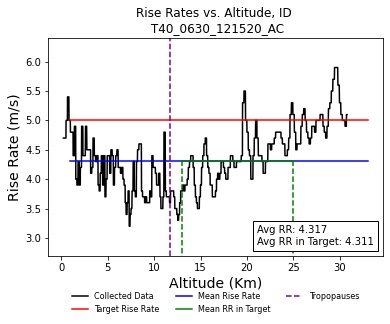 Rise Rates vs. Altitude, ID
T40_0630_121520_AC
Rise Rate (m/s)
6.0
5.5
5.0
4.5
4.0
3.5
3.0
Avg RR: 4.317
Avg RR in Target: 4.311
0 5 10 15 20 25 30
Altitude (Km)
Collected Data Mean Rise Rate Tropopauses
Target Rise Rate Mean RR in Target